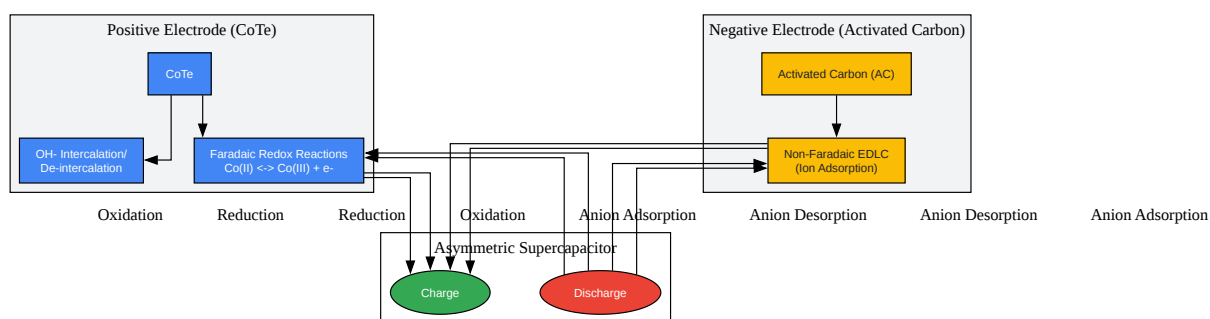 Positive Electrode (CoTe)
Negative Electrode (Activated Carbon)
CoTe
Activated Carbon (AC)
OH- Intercalation/
De-intercalation
Faradaic Redox Reactions
Co(II) <-> Co(III) + e-
Non-Faradaic EDLC
(Ion Adsorption)
Oxidation
Reduction
Reduction
Oxidation
Anion Adsorption
Anion Desorption
Anion Desorption
Anion Adsorption
Asymmetric Supercapacitor
Charge
Discharge